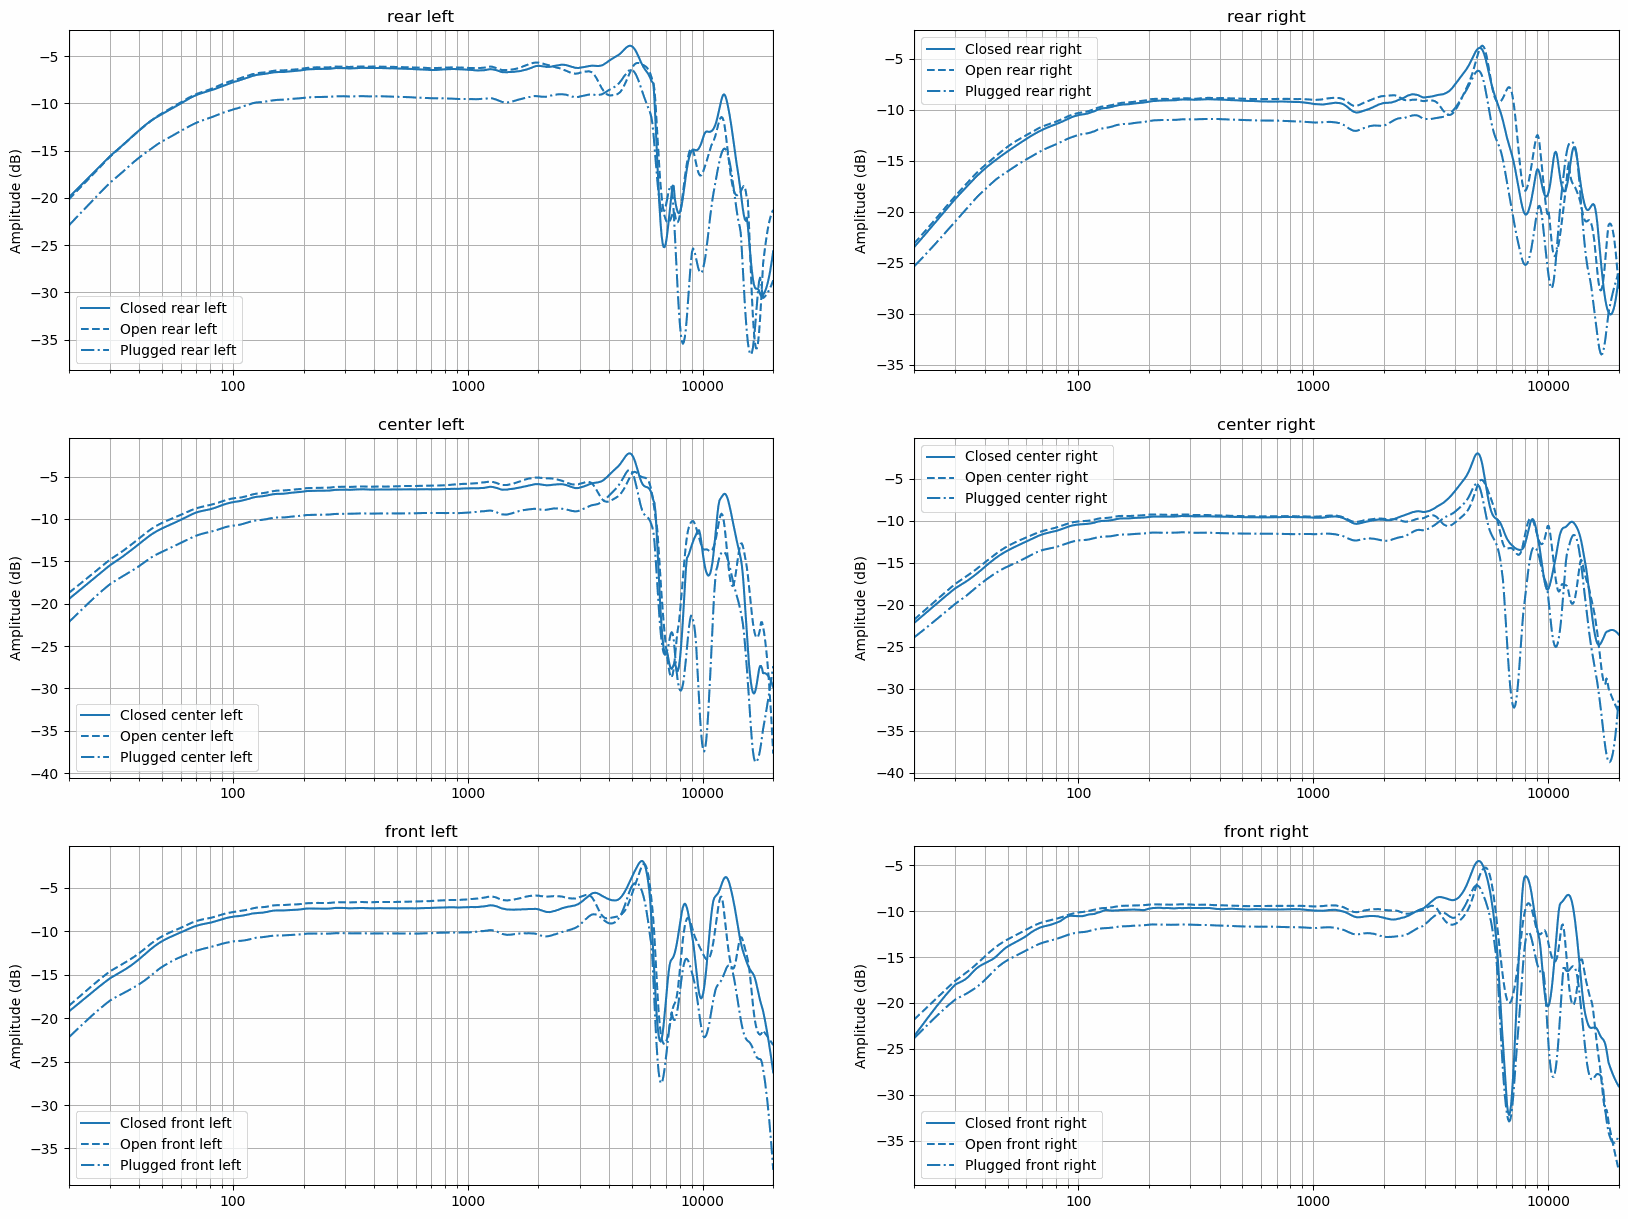 rear left
Amplitude (dB)
−5
−10
−15
−20
−25
−30
−35
Closed rear left
Open rear left
Plugged rear left
100
1000
10000
rear right
Amplitude (dB)
−5
−10
−15
−20
−25
−30
−35
Closed rear right
Open rear right
Plugged rear right
100
1000
10000
center left
Amplitude (dB)
−5
−10
−15
−20
−25
−30
−35
−40
Closed center left
Open center left
Plugged center left
100
1000
10000
center right
Amplitude (dB)
−5
−10
−15
−20
−25
−30
−35
−40
Closed center right
Open center right
Plugged center right
100
1000
10000
front left
Amplitude (dB)
−5
−10
−15
−20
−25
−30
−35
Closed front left
Open front left
Plugged front left
100
1000
10000
front right
Amplitude (dB)
−5
−10
−15
−20
−25
−30
−35
Closed front right
Open front right
Plugged front right
100
1000
10000